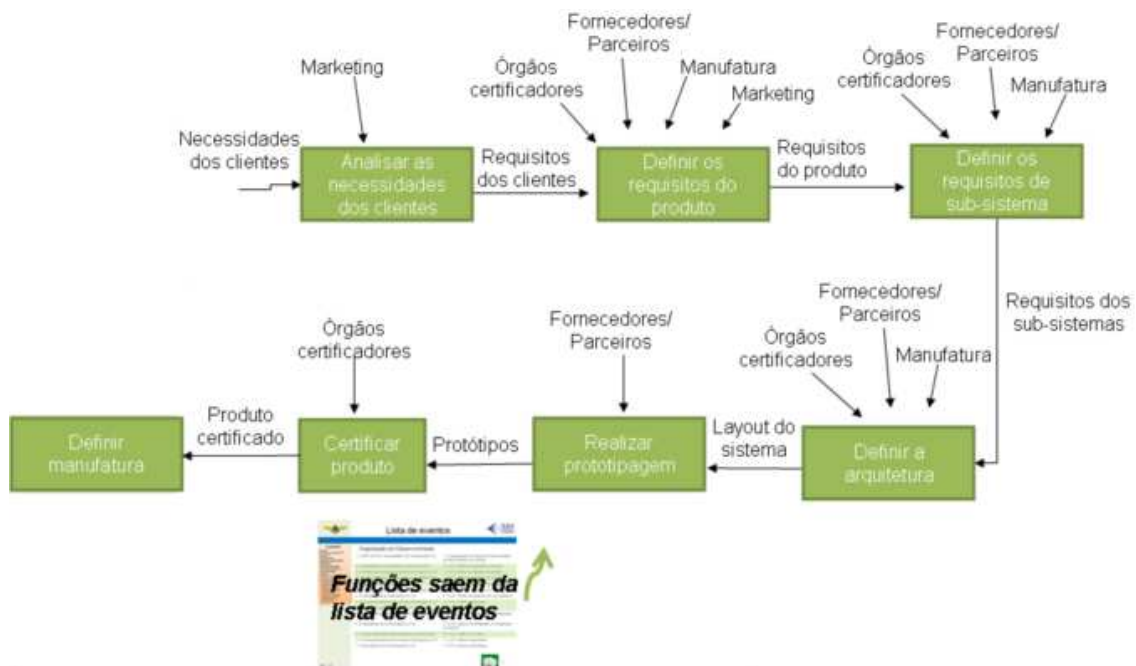 Marketing
Necessidades
dos clientes
Analisar as
necessidades
dos clientes
Requisitos
dos clientes
Órgãos
certificadores
Fornecedores/
Parceiros
Manufatura
Marketing
Definir os
requisitos do
produto
Requisitos
do produto
Órgãos
certificadores
Fornecedores/
Parceiros
Manufatura
Definir os
requisitos de
sub-sistema
Requisitos dos
sub-sistemas
Órgãos
certificadores
Fornecedores/
Parceiros
Manufatura
Definir a
arquitetura
Layout do
sistema
Fornecedores/
Parceiros
Realizar
prototipagem
Protótipos
Órgãos
certificadores
Certificar
produto
Produto
certificado
Definir
manufatura
Lista de eventos
Funções saem da
lista de eventos